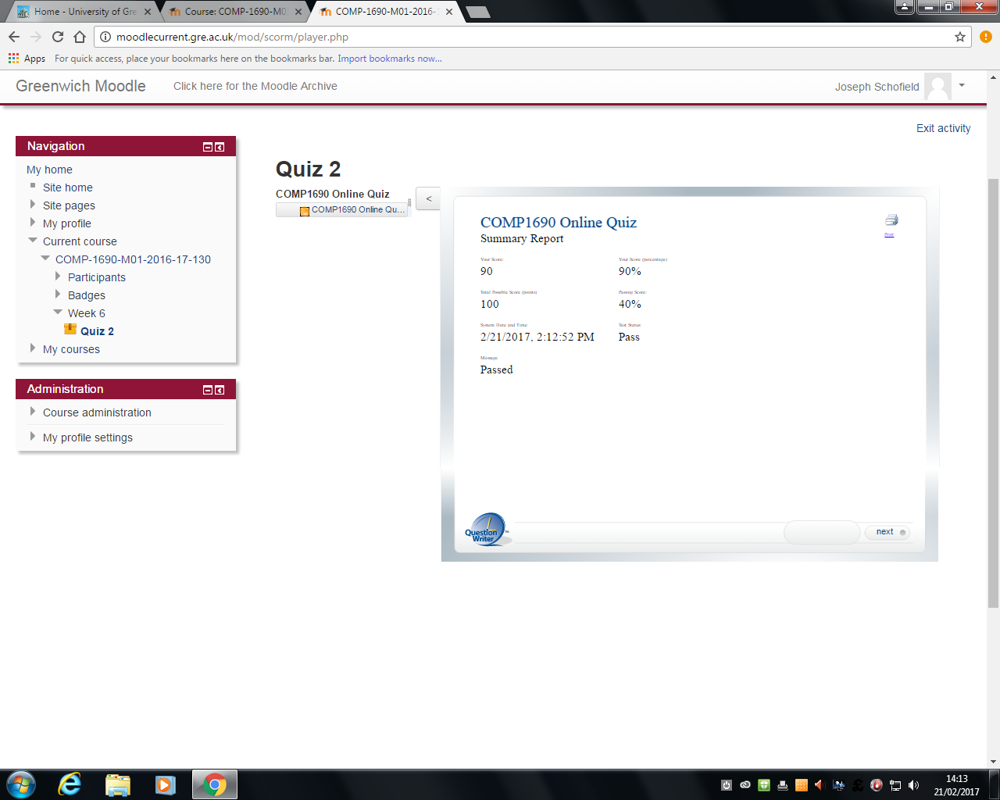 Home - University of Gre
Course: COMP-1690-M0
COMP-1690-M01-2016-
moodlecurrent.gre.ac.uk/mod/scorm/player.php
Apps For quick access, place your bookmarks here on the bookmarks bar. Import bookmarks now...
Greenwich Moodle
Click here for the Moodle Archive
Joseph Schofield
Exit activity
Navigation
My home
Site home
Site pages
My profile
Current course
COMP-1690-M01-2016-17-130
Participants
Badges
Week 6
Quiz 2
My courses
Administration
Course administration
My profile settings
Quiz 2
COMP1690 Online Quiz
COMP1690 Online Qu...
<
COMP1690 Online Quiz
Summary Report
Print
Your Score:
90
Your Score (percentage)
90%
Total Possible Score (points)
100
Passing Score:
40%
System Date and Time
2/21/2017, 2:12:52 PM
Test Status:
Pass
Message
Passed
Question
Writer
next
14:13
21/02/2017